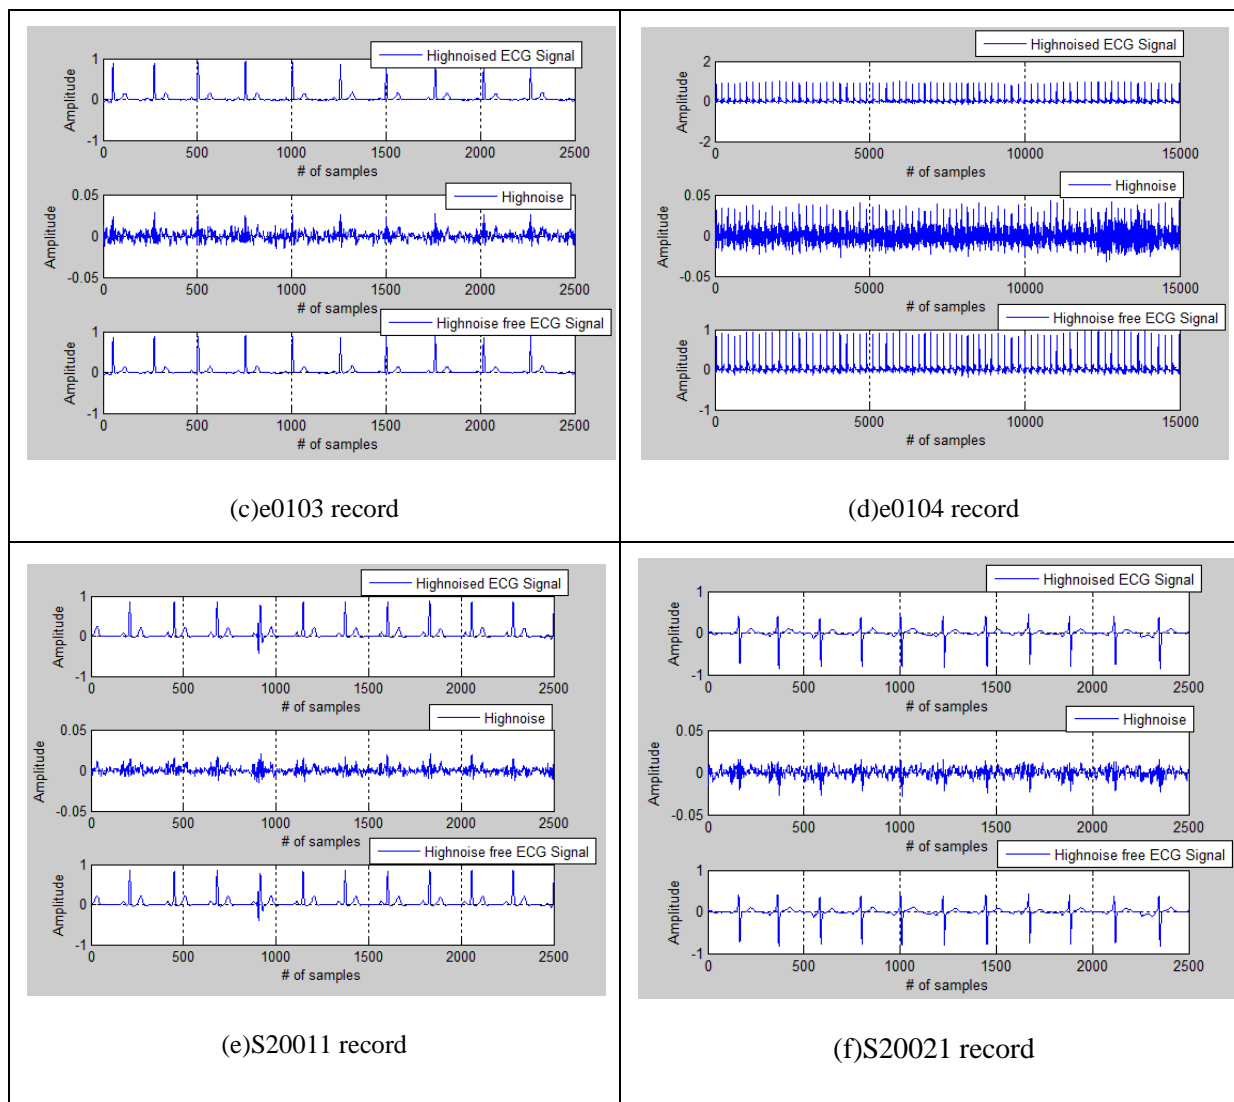 Highnoised ECG Signal
1
0
-1
Amplitude
0 500 1000 1500 2000 2500
# of samples
Highnoise
0.05
0
-0.05
Amplitude
0 500 1000 1500 2000 2500
# of samples
Highnoise free ECG Signal
1
0
-1
Amplitude
0 500 1000 1500 2000 2500
# of samples
(c)e0103 record
Highnoised ECG Signal
2
0
-2
Amplitude
0 5000 10000 15000
# of samples
Highnoise
0.05
0
-0.05
Amplitude
0 5000 10000 15000
# of samples
Highnoise free ECG Signal
1
0
-1
Amplitude
0 5000 10000 15000
# of samples
(d)e0104 record
Highnoised ECG Signal
1
0
-1
Amplitude
0 500 1000 1500 2000 2500
# of samples
Highnoise
0.05
0
-0.05
Amplitude
0 500 1000 1500 2000 2500
# of samples
Highnoise free ECG Signal
1
0
-1
Amplitude
0 500 1000 1500 2000 2500
# of samples
(e)S20011 record
Highnoised ECG Signal
1
0
-1
Amplitude
0 500 1000 1500 2000 2500
# of samples
Highnoise
0.05
0
-0.05
Amplitude
0 500 1000 1500 2000 2500
# of samples
Highnoise free ECG Signal
1
0
-1
Amplitude
0 500 1000 1500 2000 2500
# of samples
(f)S20021 record